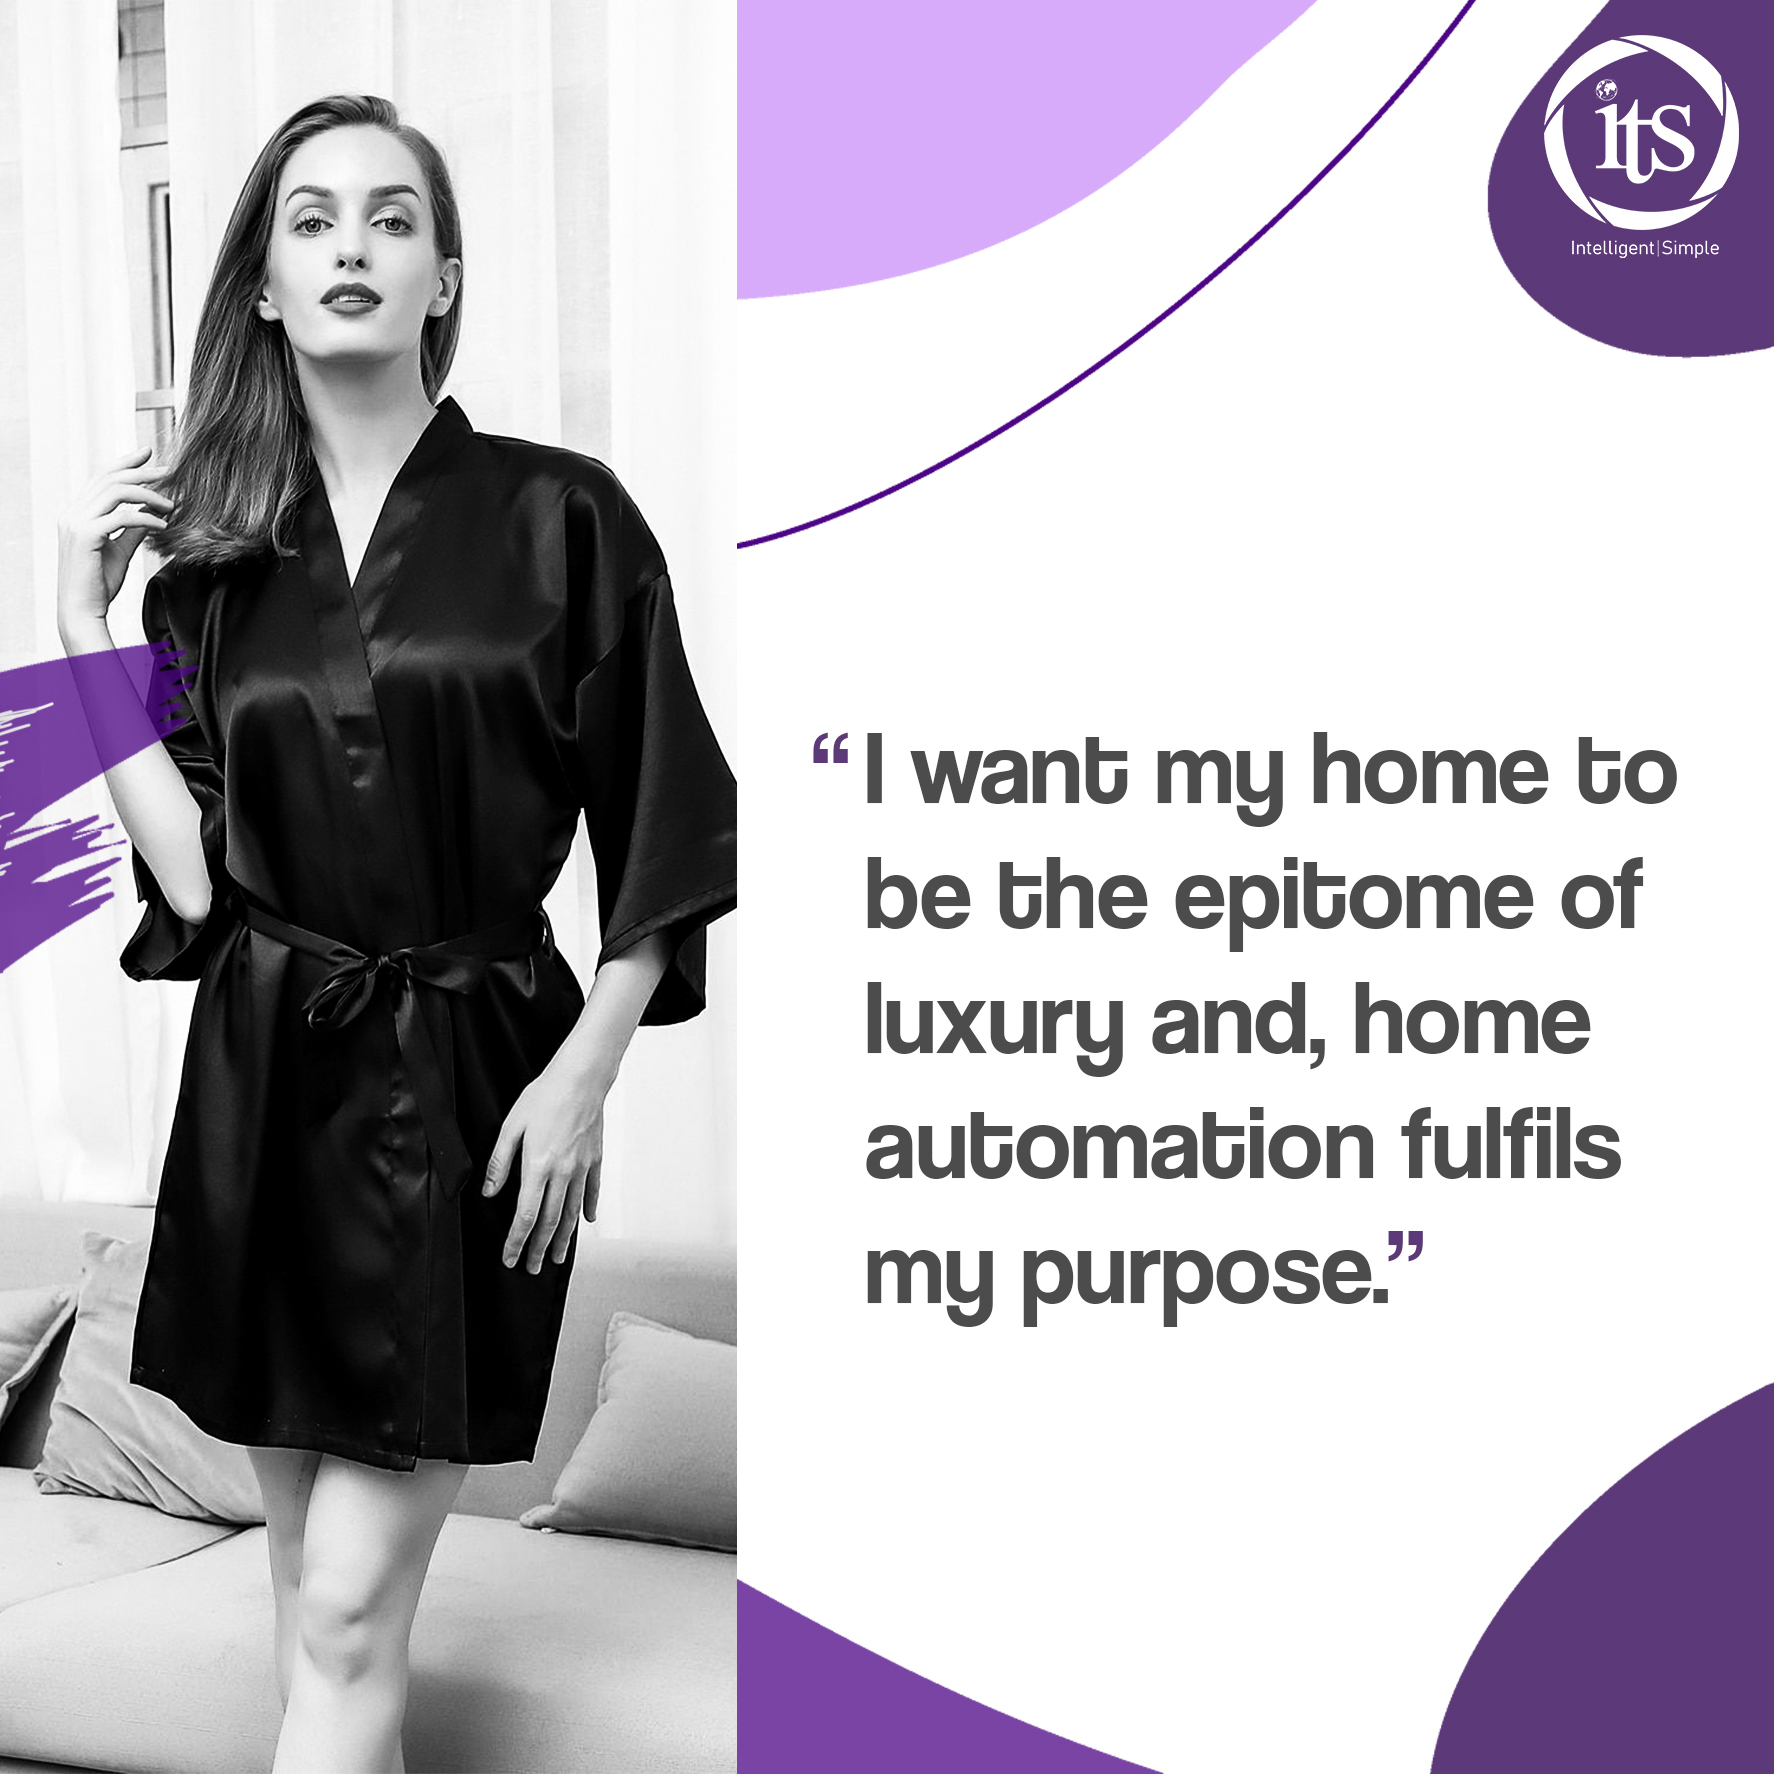 its
Intelligent|Simple
“I want my home to
be the epitome of
luxury and, home
automation fulfils
my purpose.”